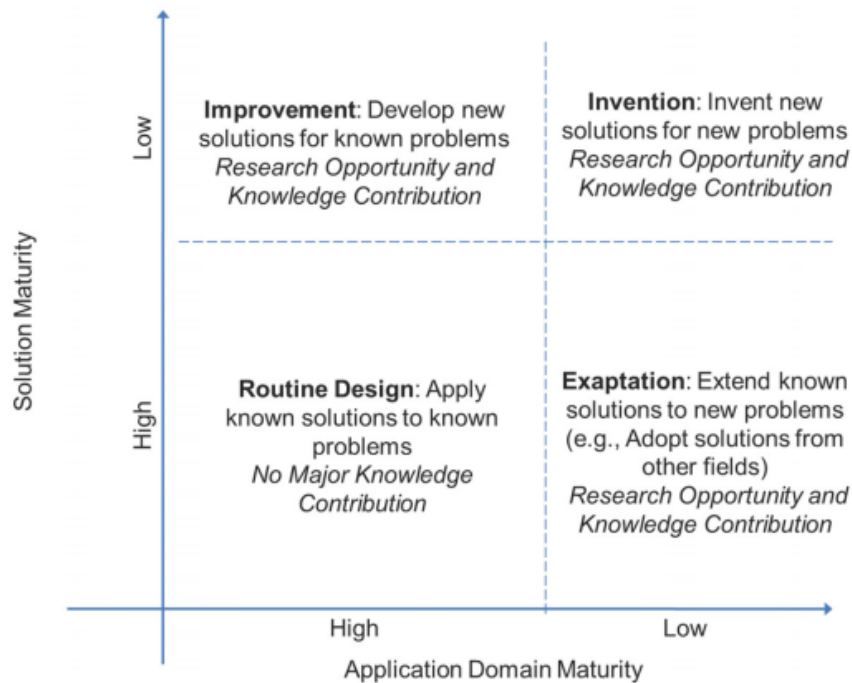 Improvement: Develop new
solutions for known problems
Research Opportunity and
Knowledge Contribution
Invention: Invent new
solutions for new problems
Research Opportunity and
Knowledge Contribution
Low
Solution Maturity
High
Routine Design: Apply
known solutions to known
problems
No Major Knowledge
Contribution
Exaptation: Extend known
solutions to new problems
(e.g., Adopt solutions from
other fields)
Research Opportunity and
Knowledge Contribution
High
Low
Application Domain Maturity